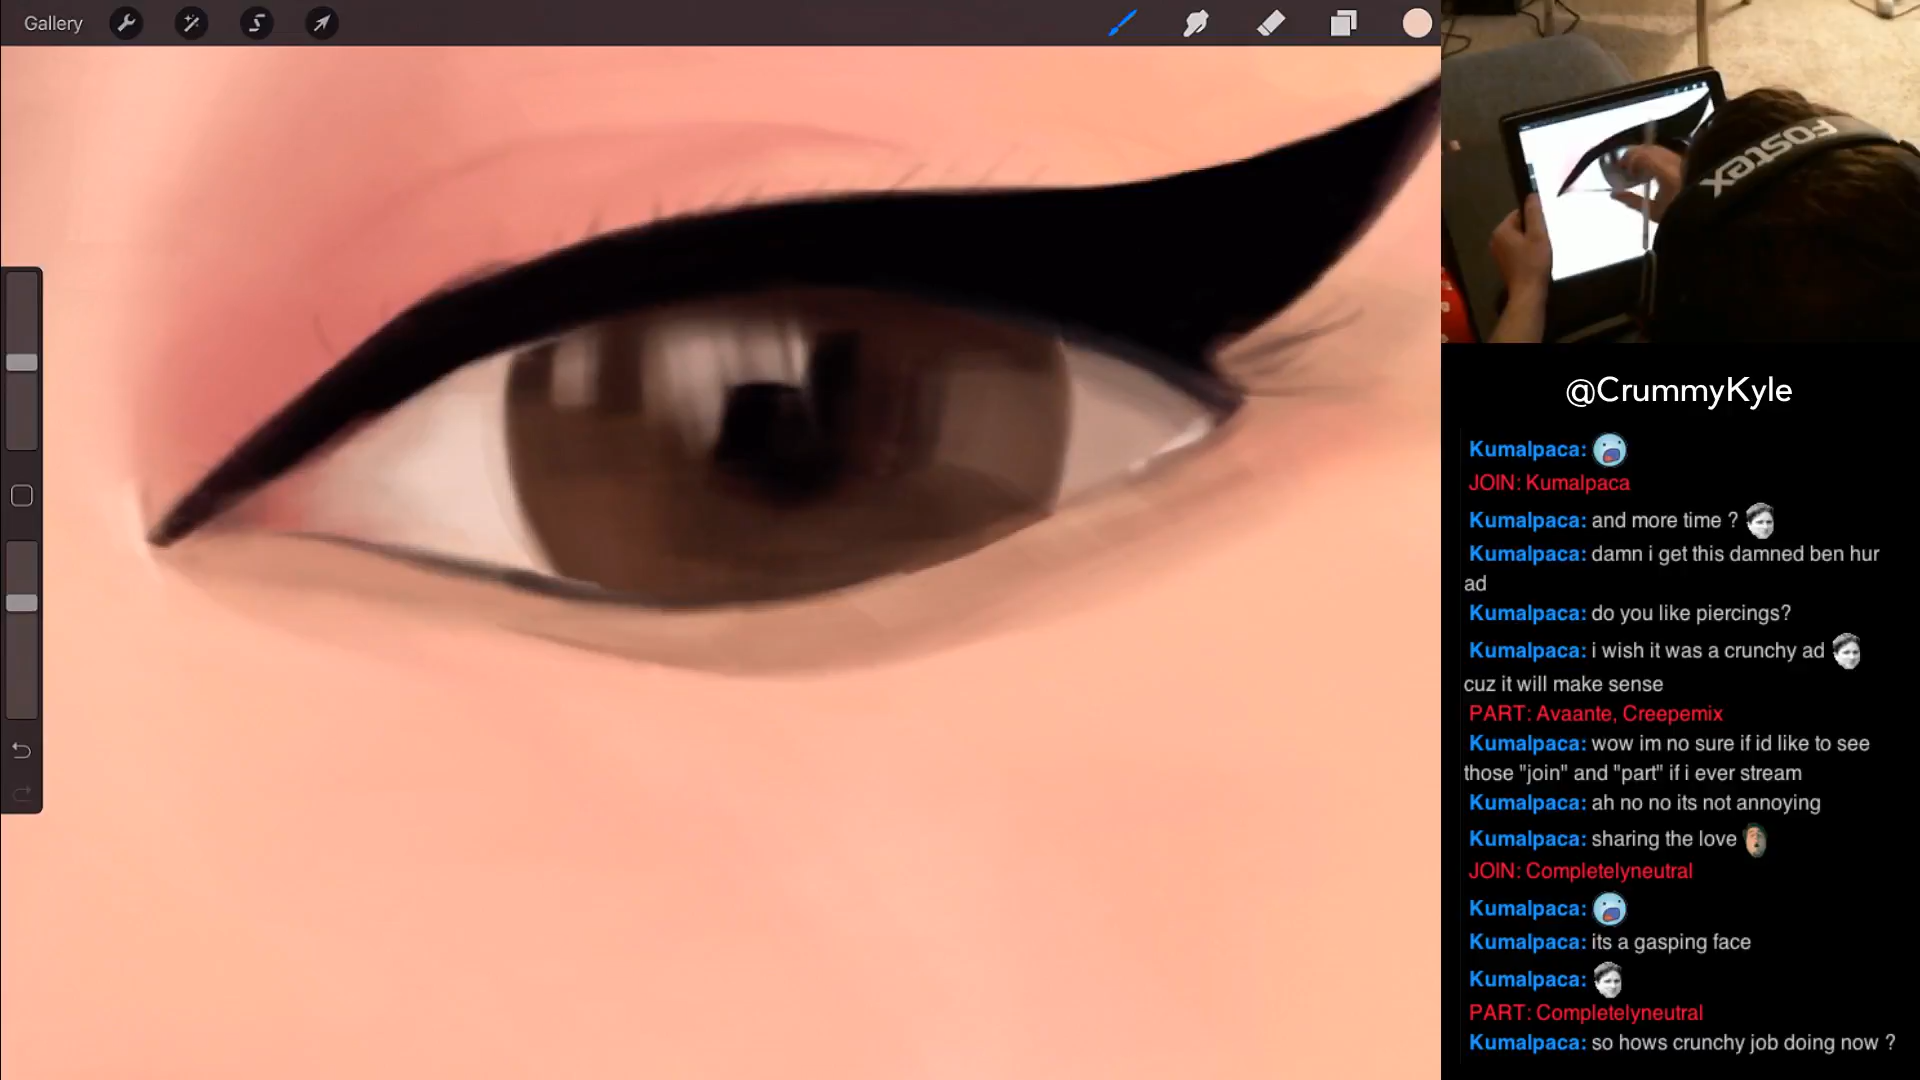 Gallery
FOSTEX
@CrummyKyle
Kumalpaca:
JOIN: Kumalpaca
Kumalpaca: and more time ?
Kumalpaca: damn i get this damned ben hur
ad
Kumalpaca: do you like piercings?
Kumalpaca: i wish it was a crunchy ad
cuz it will make sense
PART: Avaante, Creepemix
Kumalpaca: wow im no sure if id like to see
those "join" and "part" if i ever stream
Kumalpaca: ah no no its not annoying
Kumalpaca: sharing the love
JOIN: Completelyneutral
Kumalpaca:
Kumalpaca: its a gasping face
Kumalpaca:
PART: Completelyneutral
Kumalpaca: so hows crunchy job doing now ?